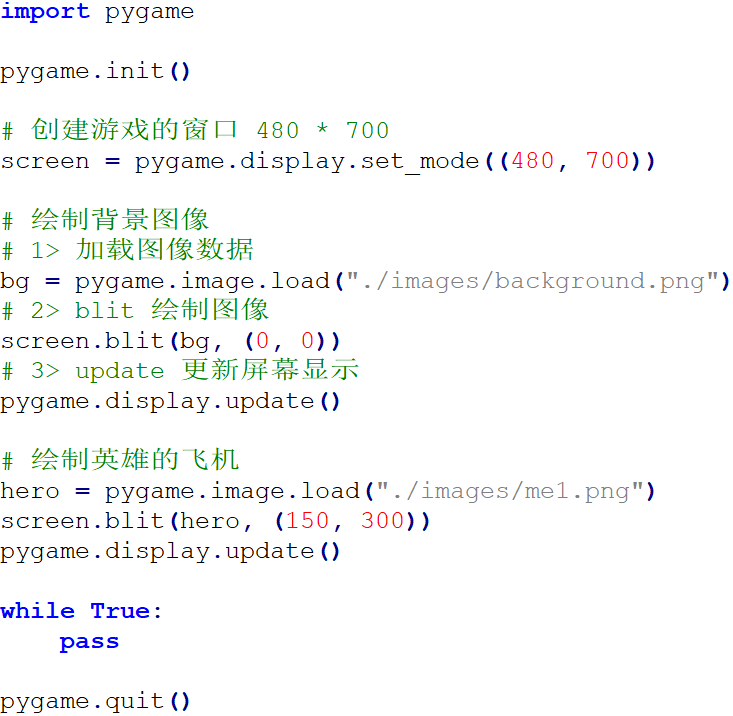 import pygame

pygame.init()

# 创建游戏的窗口 480 * 700
screen = pygame.display.set_mode((480, 700))

# 绘制背景图像
# 1> 加载图像数据
bg = pygame.image.load("./images/background.png")
# 2> blit 绘制图像
screen.blit(bg, (0, 0))
# 3> update 更新屏幕显示
pygame.display.update()

# 绘制英雄的飞机
hero = pygame.image.load("./images/me1.png")
screen.blit(hero, (150, 300))
pygame.display.update()

while True:
    pass

pygame.quit()